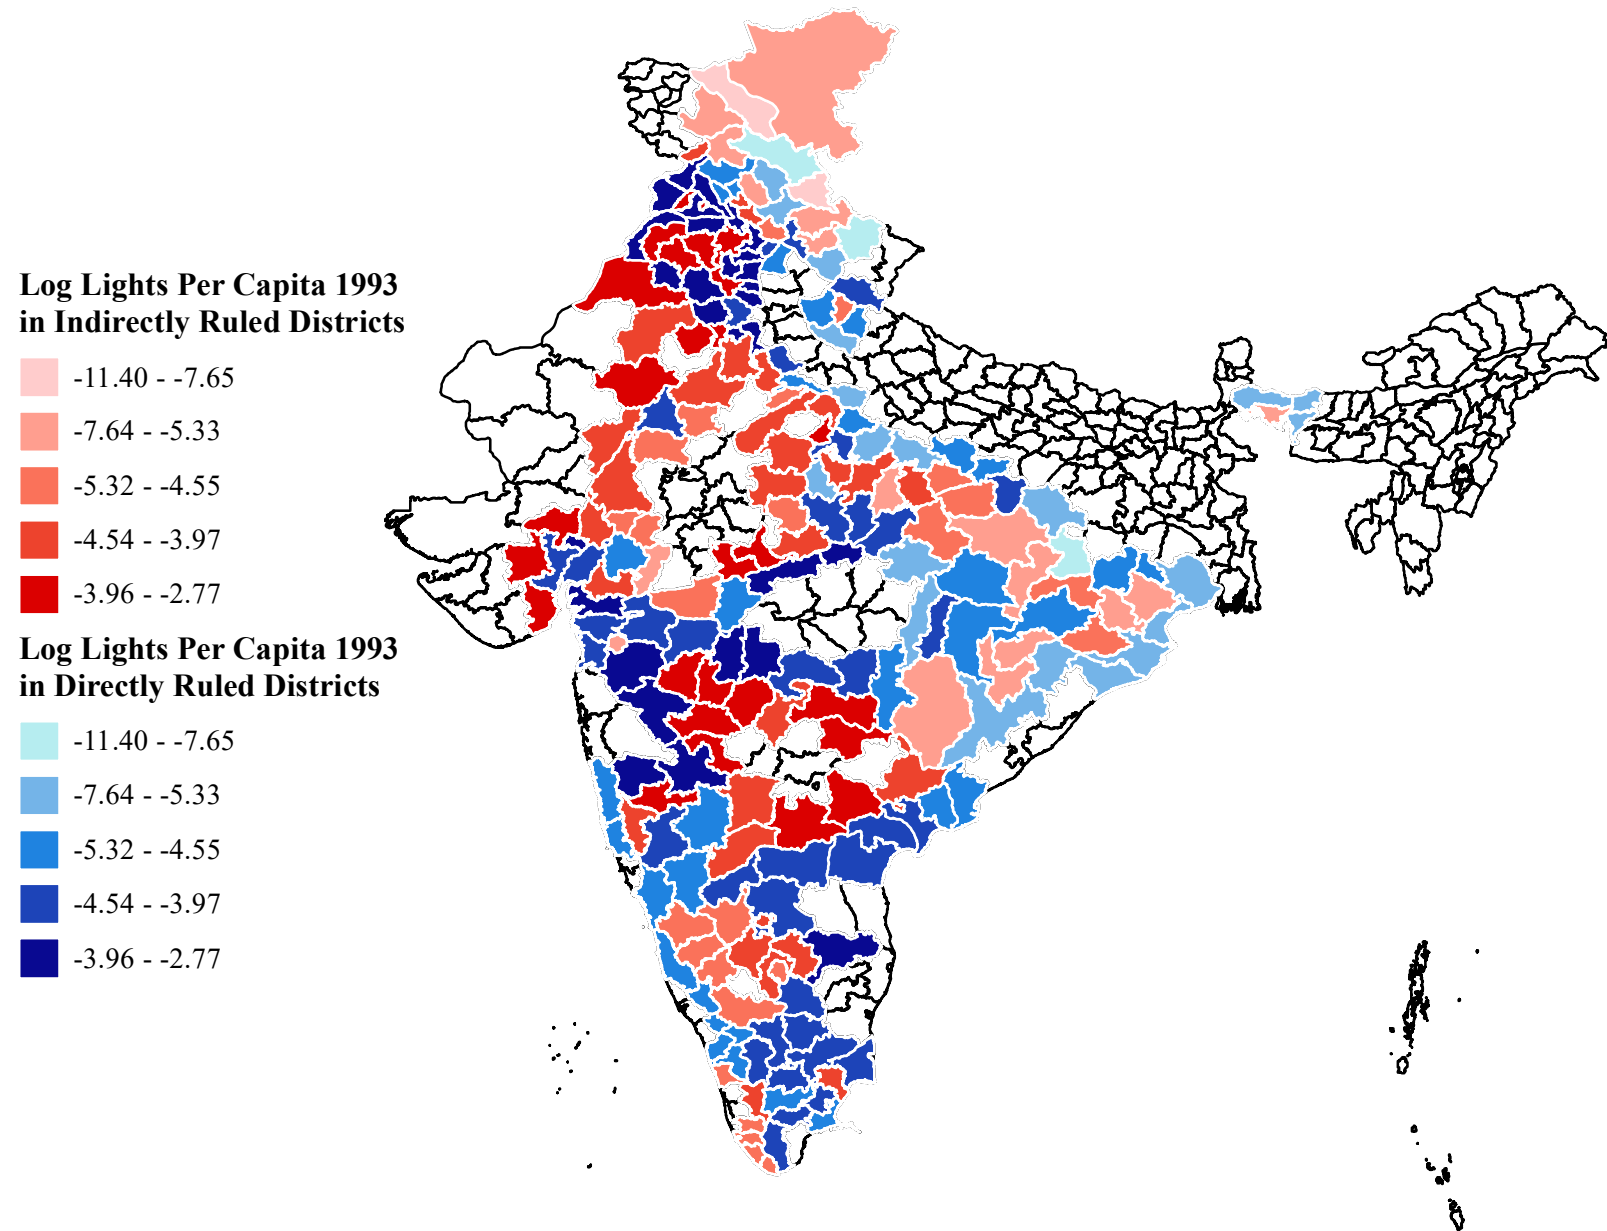 Log Lights Per Capita 1993
in Indirectly Ruled Districts
-11.40 - -7.65
-7.64 - -5.33
-5.32 - -4.55
-4.54 - -3.97
-3.96 - -2.77
Log Lights Per Capita 1993
in Directly Ruled Districts
-11.40 - -7.65
-7.64 - -5.33
-5.32 - -4.55
-4.54 - -3.97
-3.96 - -2.77